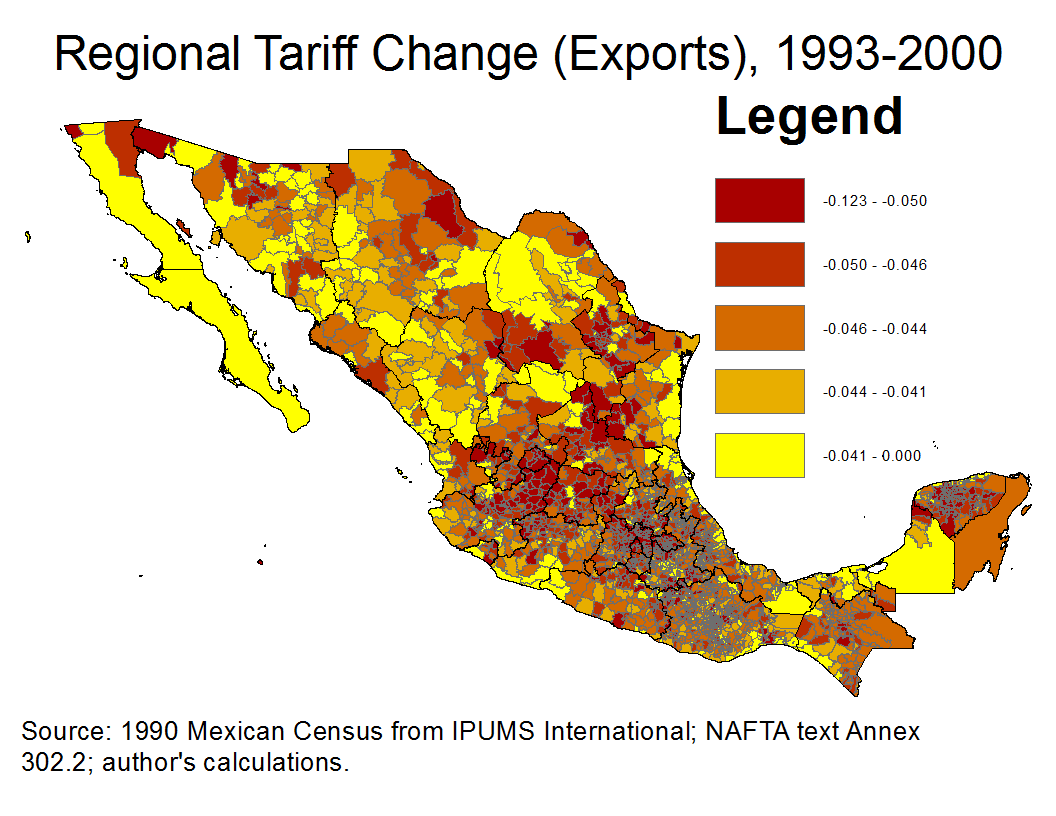 Regional Tariff Change (Exports), 1993-2000
Legend
-0.123 - -0.050
-0.050 - -0.046
-0.046 - -0.044
-0.044 - -0.041
-0.041 - 0.000
Source: 1990 Mexican Census from IPUMS International; NAFTA text Annex
302.2; author's calculations.